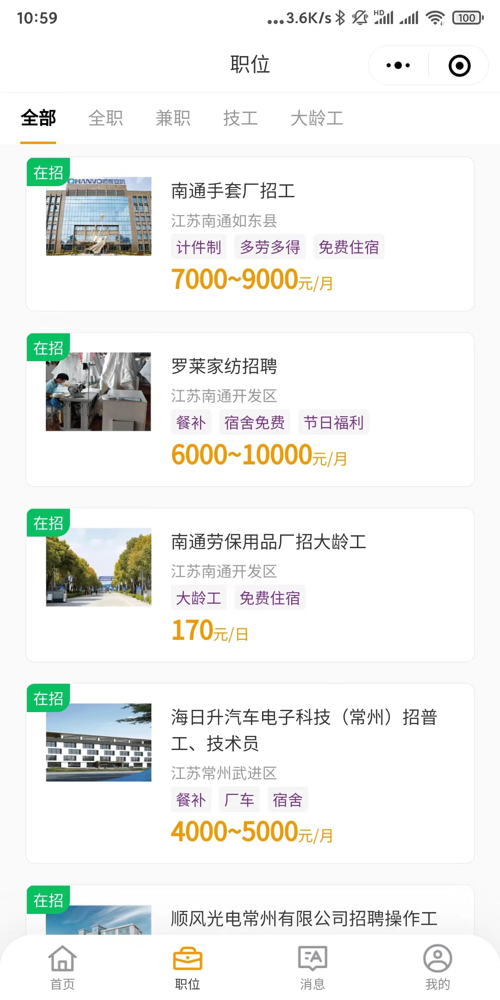 10:59
...3.6K/s HD 100
职位
全部 全职 兼职 技工 大龄工
在招
HANVO恒辉安防
南通手套厂招工
江苏南通如东县
计件制 多劳多得 免费住宿
7000~9000元/月
在招
罗莱家纺招聘
江苏南通开发区
餐补 宿舍免费 节日福利
6000~10000元/月
在招
南通劳保用品厂招大龄工
江苏南通开发区
大龄工 免费住宿
170元/日
在招
海日升汽车电子科技（常州）招普
工、技术员
江苏常州武进区
餐补 厂车 宿舍
4000~5000元/月
在招
顺风光电常州有限公司招聘操作工
首页 职位 消息 我的